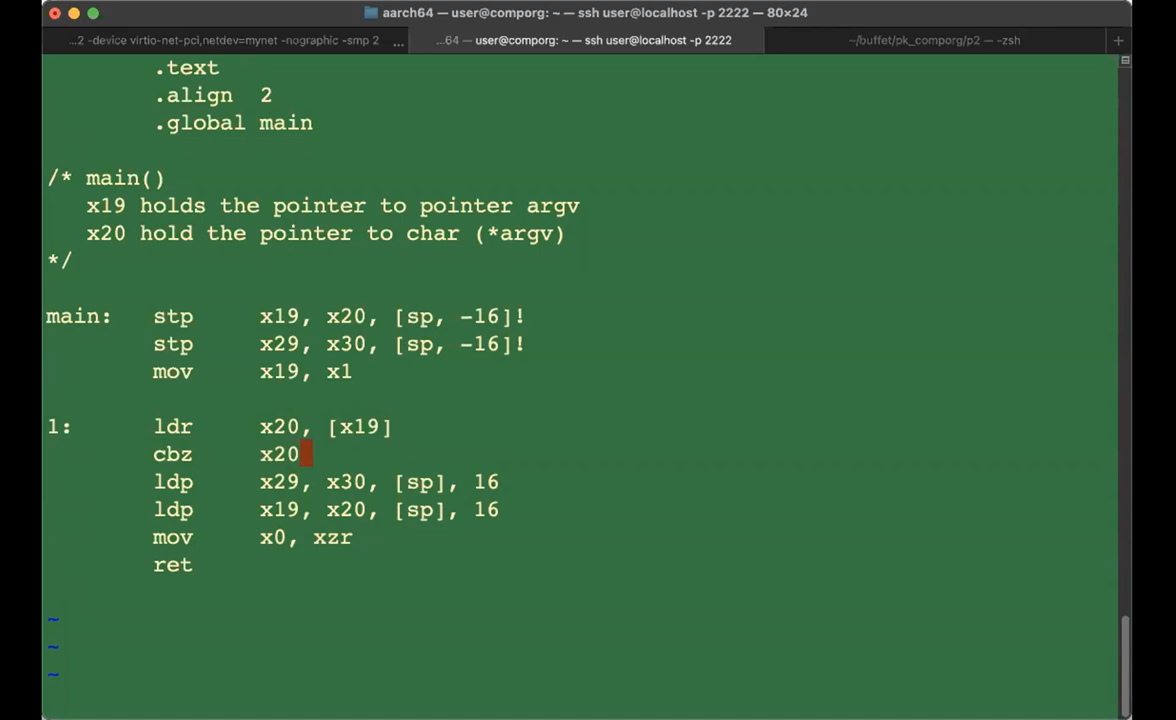 aarch64 — user@comporg: ~ — ssh user@localhost -p 2222 — 80×24
...2 -device virtio-net-pci,netdev=mynet -nographic -smp 2 ... ...64 — user@comporg: ~ — ssh user@localhost -p 2222 ~/buffet/pk_comporg/p2 — -zsh +
.text
.align 2
.global main
/* main()
x19 holds the pointer to pointer argv
x20 hold the pointer to char (*argv)
*/
main: stp x19, x20, [sp, -16]!
stp x29, x30, [sp, -16]!
mov x19, x1
1: ldr x20, [x19]
cbz x20
ldp x29, x30, [sp], 16
ldp x19, x20, [sp], 16
mov x0, xzr
ret
~
~
~